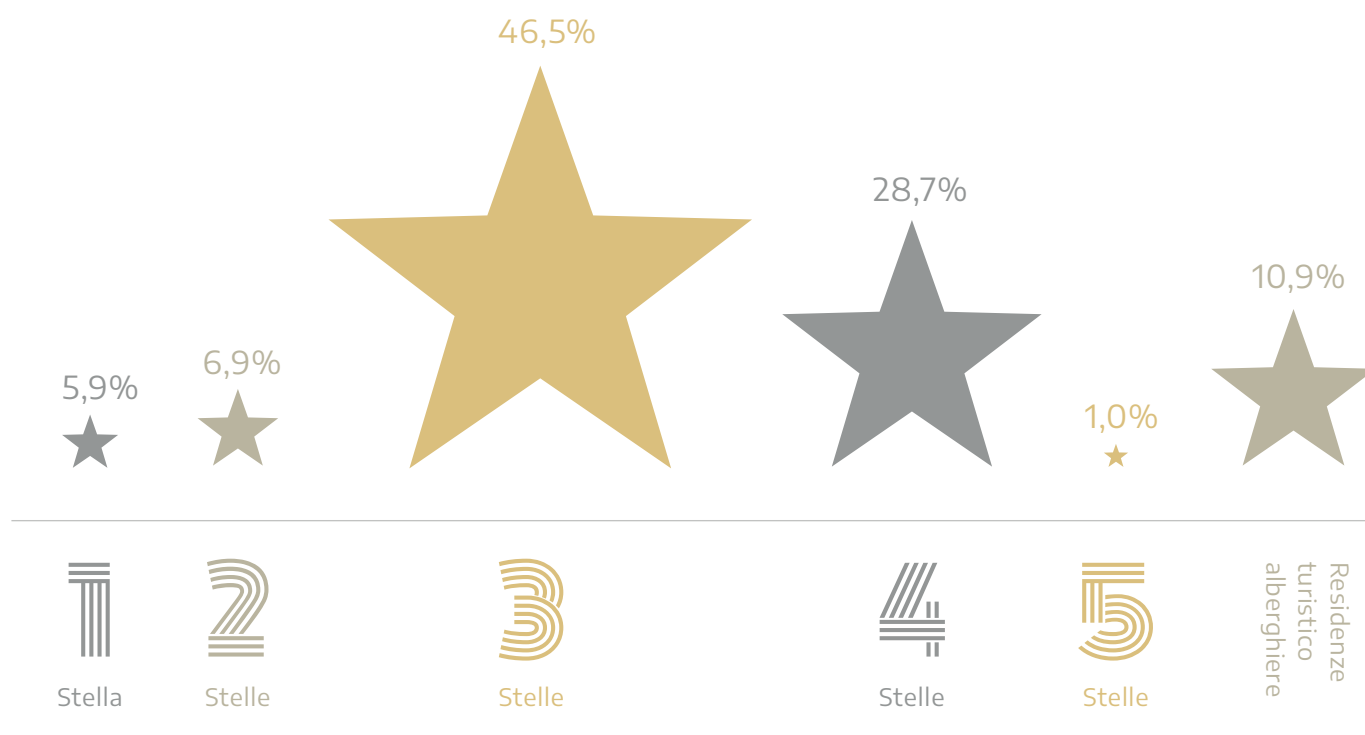 46,5%
28,7%
10,9%
6,9%
5,9%
1,0%
1
Stella
2
Stelle
3
Stelle
4
Stelle
5
Stelle
Residenze
turistico
alberghiere